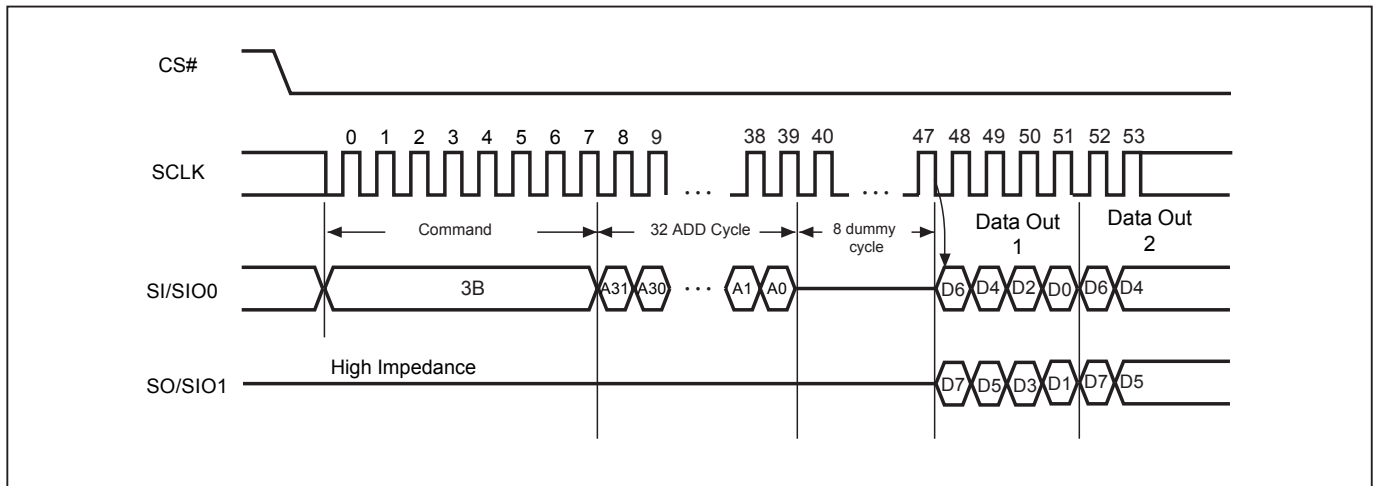 CS#
0 1 2 3 4 5 6 7 8 9 38 39 40 47 48 49 50 51 52 53
SCLK
... ...
Command 32 ADD Cycle 8 dummy cycle Data Out 1 Data Out 2
SI/SIO0 3B A31 A30 ... A1 A0 D6 D4 D2 D0 D6 D4
High Impedance
SO/SIO1 D7 D5 D3 D1 D7 D5